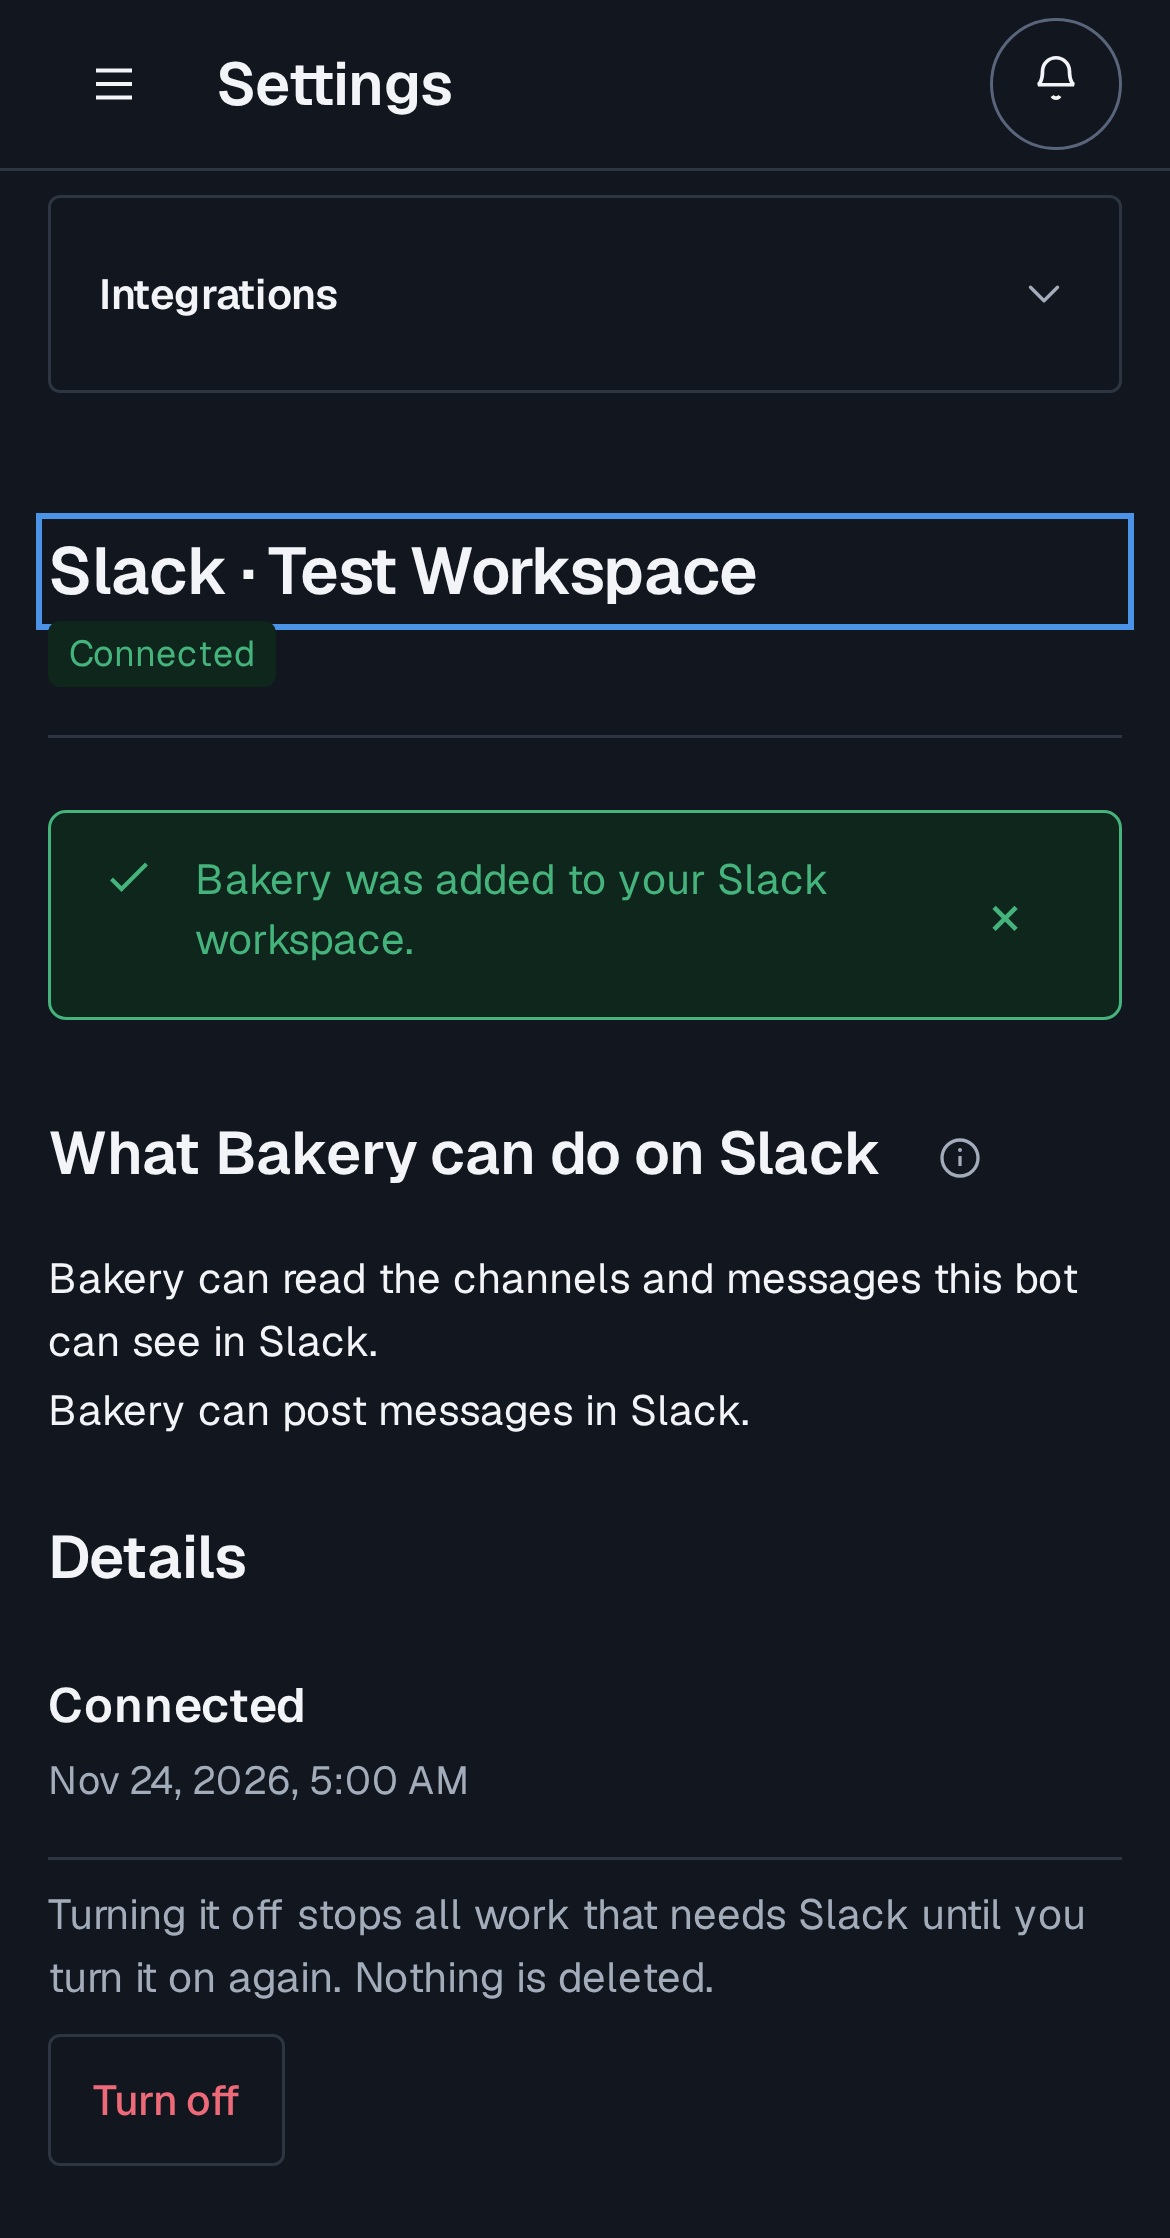 Settings
Integrations
Slack · Test Workspace
Connected
Bakery was added to your Slack
workspace.
What Bakery can do on Slack
Bakery can read the channels and messages this bot
can see in Slack.
Bakery can post messages in Slack.
Details
Connected
Nov 24, 2026, 5:00 AM
Turning it off stops all work that needs Slack until you
turn it on again. Nothing is deleted.
Turn off